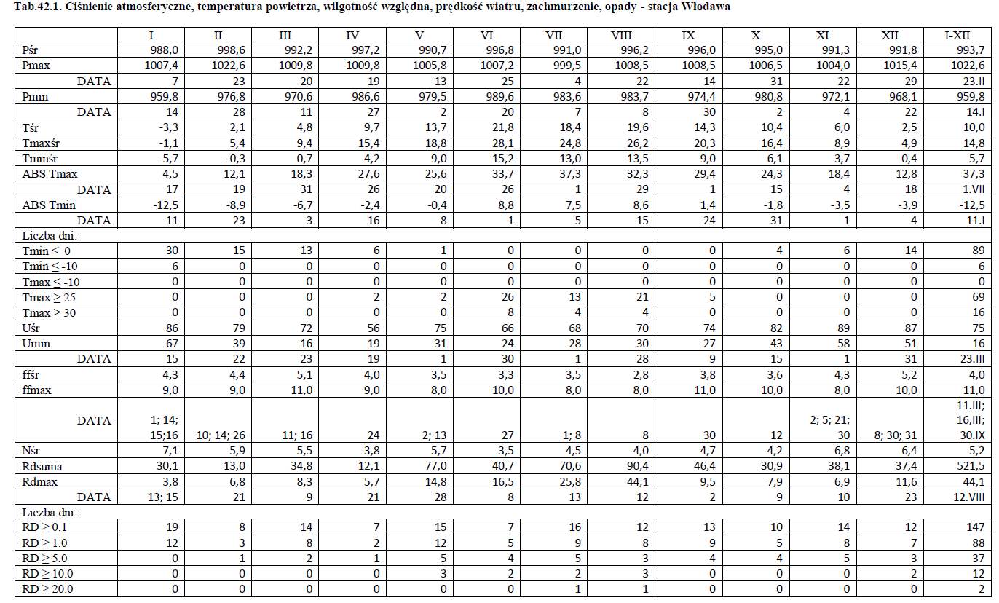 Tab.42.1. Ciśnienie atmosferyczne, temperatura powietrza, wilgotność względna, prędkość wiatru, zachmurzenie, opady - stacja Włodawa
I II III IV V VI VII VIII IX X XI XII I-XII
Pśr 988,0 998,6 992,2 997,2 990,7 996,8 991,0 996,2 996,0 995,0 991,3 991,8 993,7
Pmax 1007,4 1022,6 1009,8 1009,8 1005,8 1007,2 999,5 1008,5 1008,5 1006,5 1004,0 1015,4 1022,6
DATA 7 23 20 19 13 25 4 22 14 31 22 29 23.II
Pmin 959,8 976,8 970,6 986,6 979,5 989,6 983,6 983,7 974,4 980,8 972,1 968,1 959,8
DATA 14 28 11 27 2 20 7 8 30 2 4 22 14.I
Tśr -3,3 2,1 4,8 9,7 13,7 21,8 18,4 19,6 14,3 10,4 6,0 2,5 10,0
Tmaxśr -1,1 5,4 9,4 15,4 18,8 28,1 24,8 26,2 20,3 16,4 8,9 4,9 14,8
Tminśr -5,7 -0,3 0,7 4,2 9,0 15,2 13,0 13,5 9,0 6,1 3,7 0,4 5,7
ABS Tmax 4,5 12,1 18,3 27,6 25,6 33,7 37,3 32,3 29,4 24,3 18,4 12,8 37,3
DATA 17 19 31 26 20 26 1 29 1 15 4 18 1.VII
ABS Tmin -12,5 -8,9 -6,7 -2,4 -0,4 8,8 7,5 8,6 1,4 -1,8 -3,5 -3,9 -12,5
DATA 11 23 3 16 8 1 5 15 24 31 1 4 11.I
Liczba dni:
Tmin ≤ 0 30 15 13 6 1 0 0 0 0 4 6 14 89
Tmin ≤ -10 6 0 0 0 0 0 0 0 0 0 0 0 6
Tmax ≤ -10 0 0 0 0 0 0 0 0 0 0 0 0 0
Tmax ≥ 25 0 0 0 2 2 26 13 21 5 0 0 0 69
Tmax ≥ 30 0 0 0 0 0 8 4 4 0 0 0 0 16
Uśr 86 79 72 56 75 66 68 70 74 82 89 87 75
Umin 67 39 16 19 31 24 28 30 27 43 58 51 16
DATA 15 22 23 19 1 30 1 28 9 15 1 31 23.III
ffśr 4,3 4,4 5,1 4,0 3,5 3,3 3,5 2,8 3,8 3,6 4,3 5,2 4,0
ffmax 9,0 9,0 11,0 9,0 8,0 10,0 8,0 8,0 11,0 10,0 8,0 10,0 11,0
11.III;
DATA 1; 14; 2; 5; 21; 16,III;
15;16 10; 14; 26 11; 16 24 2; 13 27 1; 8 8 30 12 30 8; 30; 31 30.IX
Nśr 7,1 5,9 5,5 3,8 5,7 3,5 4,5 4,0 4,7 4,2 6,8 6,4 5,2
Rdsuma 30,1 13,0 34,8 12,1 77,0 40,7 70,6 90,4 46,4 30,9 38,1 37,4 521,5
Rdmax 3,8 6,8 8,3 5,7 14,8 16,5 25,8 44,1 9,5 7,9 6,9 11,6 44,1
DATA 13; 15 21 9 21 28 8 13 12 2 9 10 23 12.VIII
Liczba dni:
RD ≥ 0.1 19 8 14 7 15 7 16 12 13 10 14 12 147
RD ≥ 1.0 12 3 8 2 12 5 9 8 9 5 8 7 88
RD ≥ 5.0 0 1 2 1 5 4 5 3 4 4 5 3 37
RD ≥ 10.0 0 0 0 0 3 2 2 3 0 0 0 2 12
RD ≥ 20.0 0 0 0 0 0 0 1 1 0 0 0 0 2